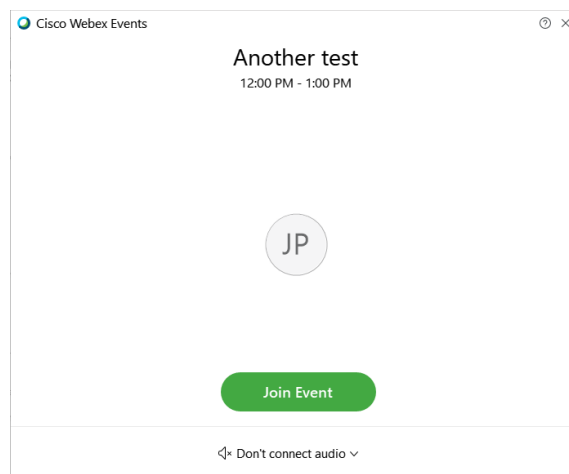 Cisco Webex Events
Another test
12:00 PM - 1:00 PM
JP
Join Event
Don't connect audio